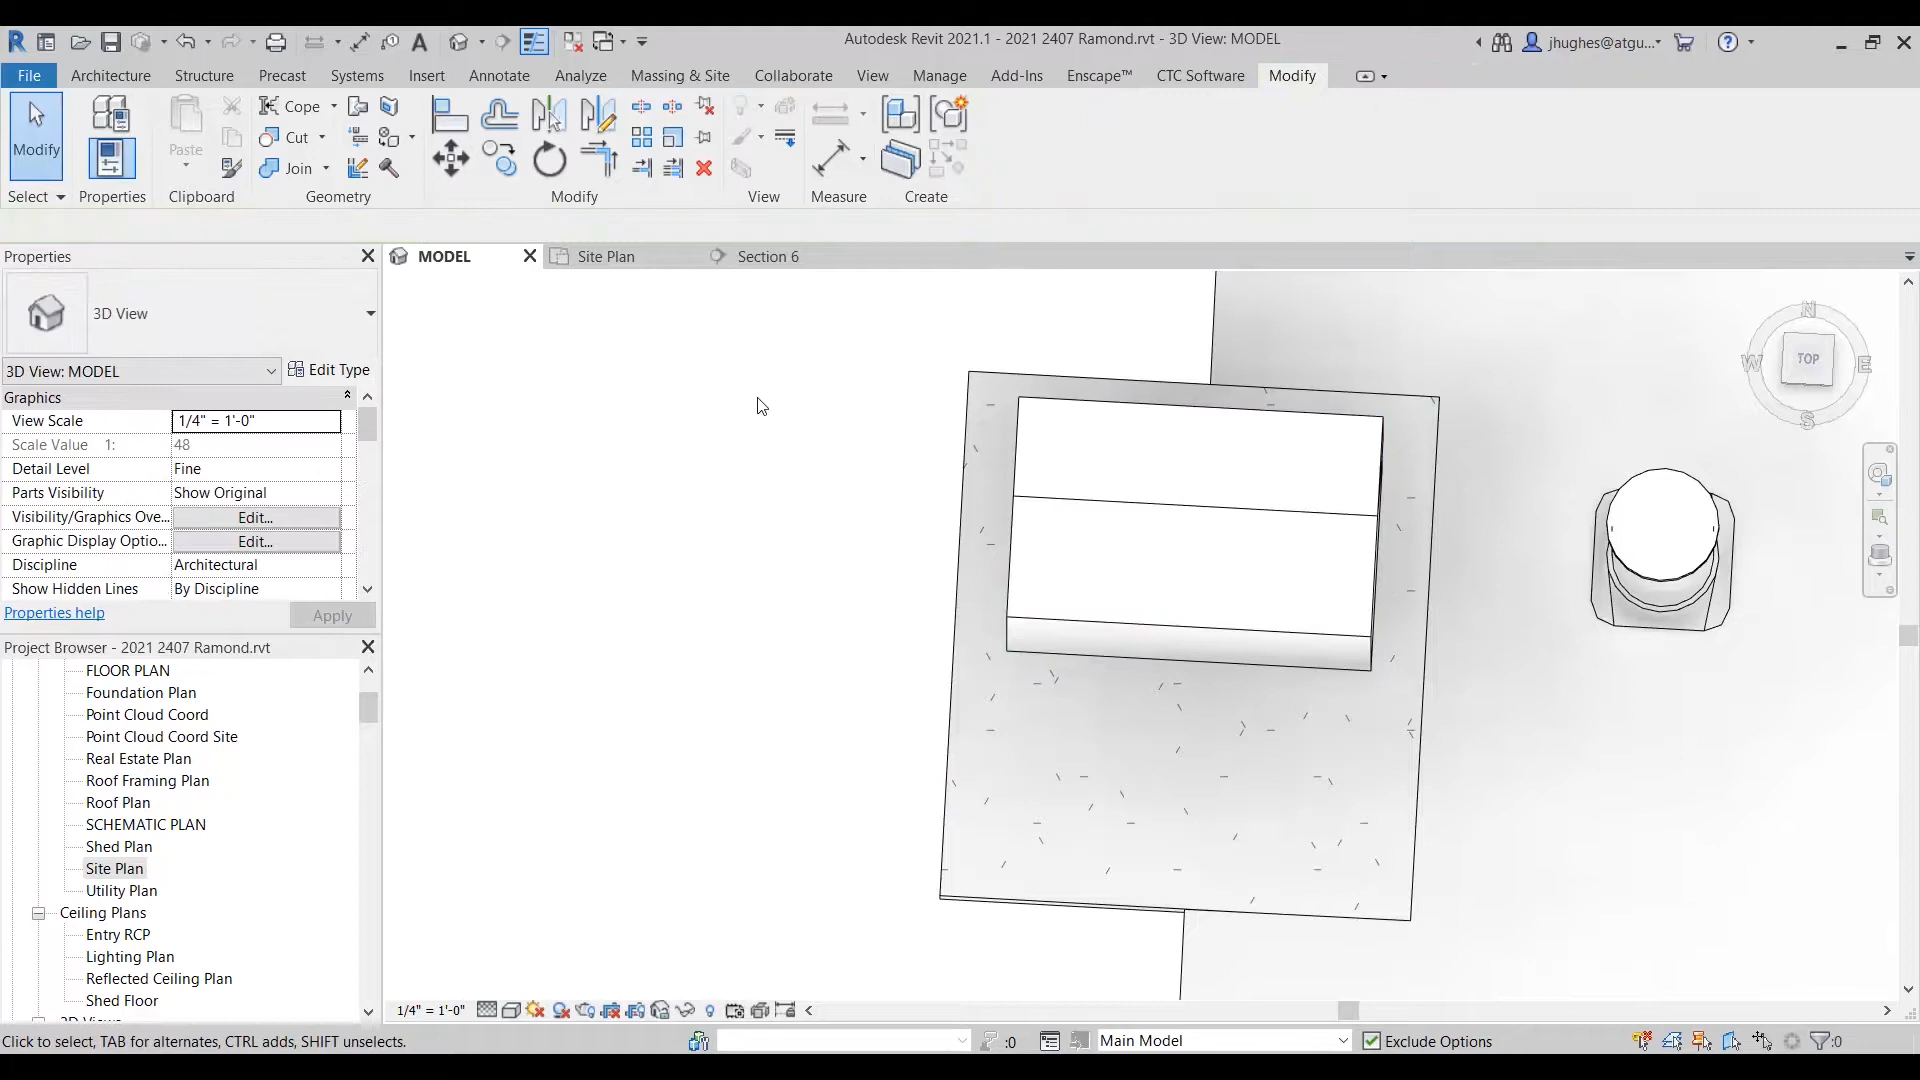 Autodesk Revit 2021.1 - 2021 2407 Ramond.rvt - 3D View: MODEL
jhughes@atgu...
File Architecture Structure Precast Systems Insert Annotate Analyze Massing & Site Collaborate View Manage Add-Ins Enscape™ CTC Software Modify
Modify
Paste
Cope
Cut
Join
Select Properties Clipboard Geometry Modify View Measure Create
Properties
MODEL Site Plan Section 6
3D View
3D View: MODEL
Edit Type
Graphics
View Scale 1/4" = 1'-0"
Scale Value 1: 48
Detail Level Fine
Parts Visibility Show Original
Visibility/Graphics Ove... Edit...
Graphic Display Optio... Edit...
Discipline Architectural
Show Hidden Lines By Discipline
Properties help Apply
Project Browser - 2021 2407 Ramond.rvt
FLOOR PLAN
Foundation Plan
Point Cloud Coord
Point Cloud Coord Site
Real Estate Plan
Roof Framing Plan
Roof Plan
SCHEMATIC PLAN
Shed Plan
Site Plan
Utility Plan
Ceiling Plans
Entry RCP
Lighting Plan
Reflected Ceiling Plan
Shed Floor
3D Views
N
W TOP E
S
1/4" = 1'-0"
Click to select, TAB for alternates, CTRL adds, SHIFT unselects.
:0
Main Model
Exclude Options
:0